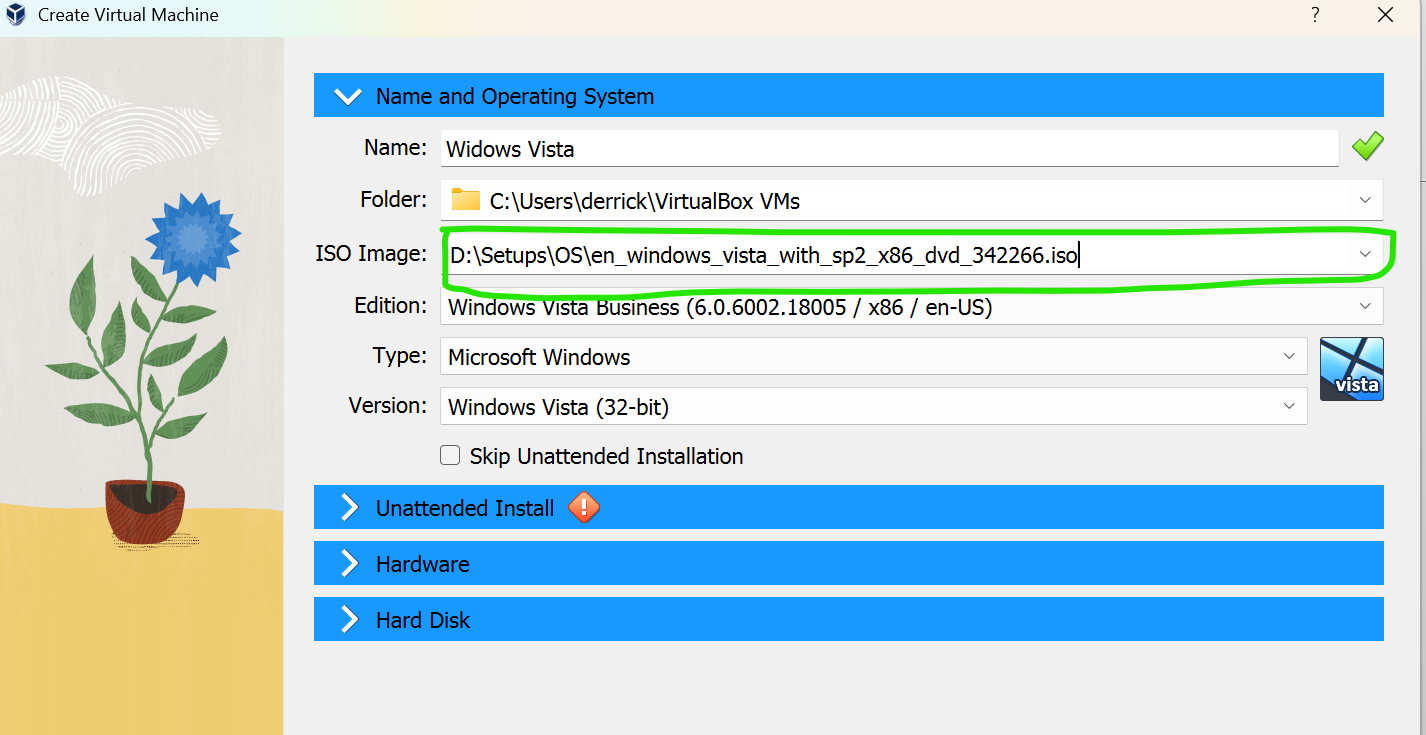 Create Virtual Machine ?
Name and Operating System
Name: Widows Vista
Folder: C:\Users\derrick\VirtualBox VMs
ISO Image: D:\Setups\OS\en_windows_vista_with_sp2_x86_dvd_342266.iso
Edition: Windows Vista Business (6.0.6002.18005 / x86 / en-US)
Type: Microsoft Windows
vista
Version: Windows Vista (32-bit)
Skip Unattended Installation
Unattended Install !
Hardware
Hard Disk